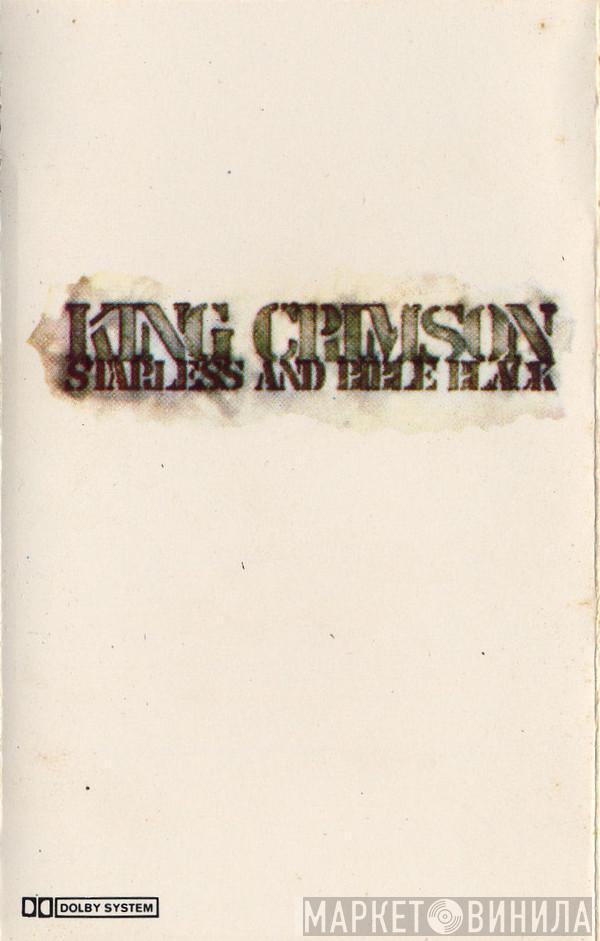 KING CRIMSON
STARLESS AND BIBLE BLACK
DOLBY SYSTEM
МАРКЕТ ВИНИЛА